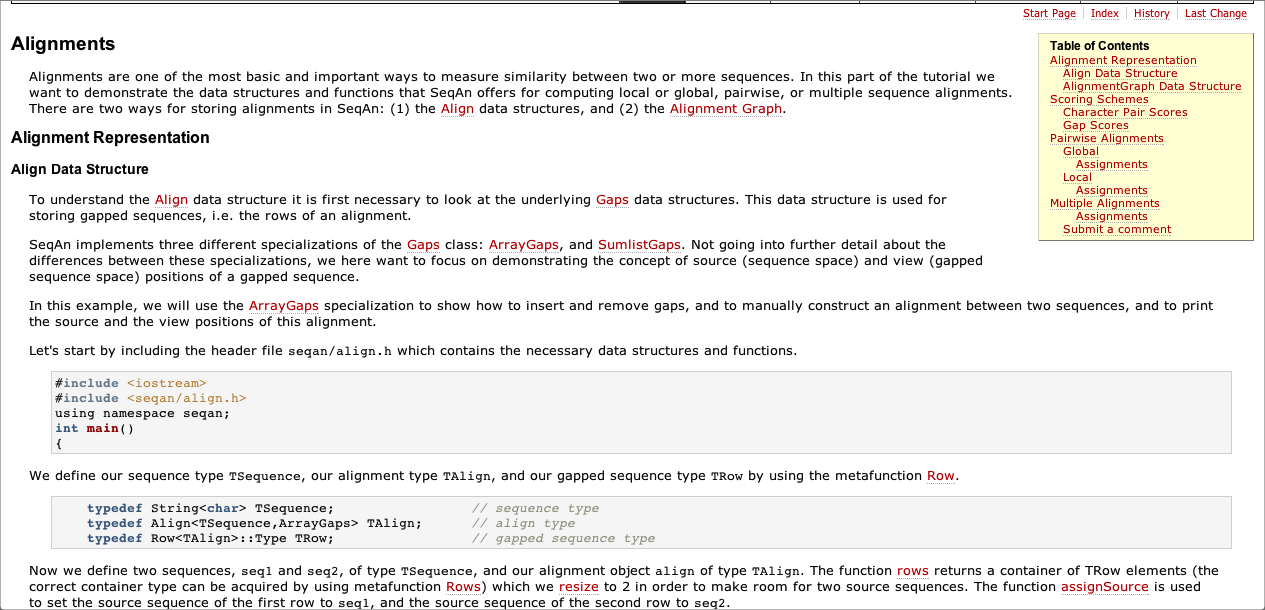 Start Page Index History Last Change
Alignments
Alignments are one of the most basic and important ways to measure similarity between two or more sequences. In this part of the tutorial we
want to demonstrate the data structures and functions that SeqAn offers for computing local or global, pairwise, or multiple sequence alignments.
There are two ways for storing alignments in SeqAn: (1) the Align data structures, and (2) the Alignment Graph.
Table of Contents
Alignment Representation
Align Data Structure
AlignmentGraph Data Structure
Scoring Schemes
Character Pair Scores
Gap Scores
Pairwise Alignments
Global
Assignments
Local
Assignments
Multiple Alignments
Assignments
Submit a comment
Alignment Representation
Align Data Structure
To understand the Align data structure it is first necessary to look at the underlying Gaps data structures. This data structure is used for
storing gapped sequences, i.e. the rows of an alignment.
SeqAn implements three different specializations of the Gaps class: ArrayGaps, and SumlistGaps. Not going into further detail about the
differences between these specializations, we here want to focus on demonstrating the concept of source (sequence space) and view (gapped
sequence space) positions of a gapped sequence.
In this example, we will use the ArrayGaps specialization to show how to insert and remove gaps, and to manually construct an alignment between two sequences, and to print
the source and the view positions of this alignment.
Let's start by including the header file seqan/align.h which contains the necessary data structures and functions.
#include <iostream>
#include <seqan/align.h>
using namespace seqan;
int main()
{
We define our sequence type TSequence, our alignment type TAlign, and our gapped sequence type TRow by using the metafunction Row.
typedef String<char> TSequence; // sequence type
typedef Align<TSequence,ArrayGaps> TAlign; // align type
typedef Row<TAlign>::Type TRow; // gapped sequence type
Now we define two sequences, seq1 and seq2, of type TSequence, and our alignment object align of type TAlign. The function rows returns a container of TRow elements (the
correct container type can be acquired by using metafunction Rows) which we resize to 2 in order to make room for two source sequences. The function assignSource is used
to set the source sequence of the first row to seq1, and the source sequence of the second row to seq2.